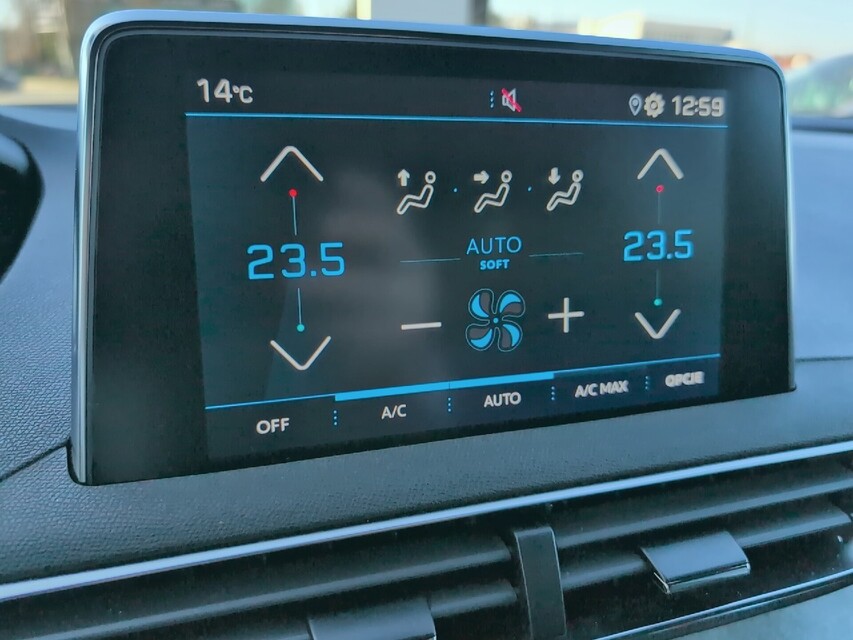 14°C 12:59
23.5 AUTO 23.5
SOFT
OFF A/C AUTO A/C MAX OPCJE